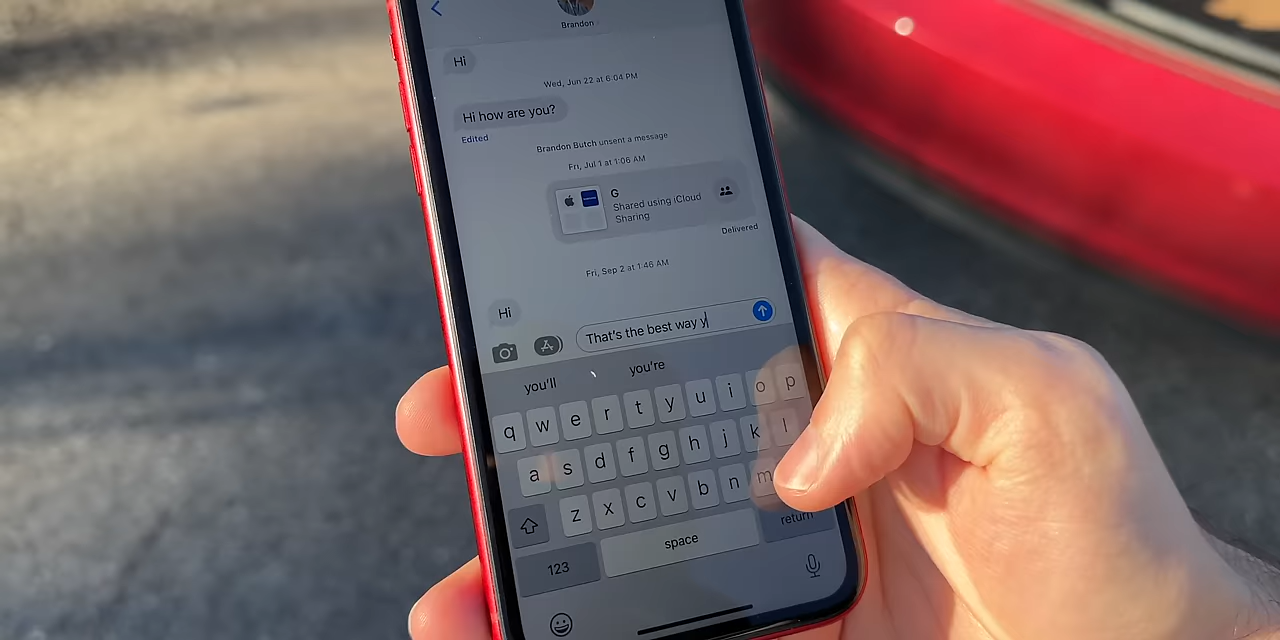 Brandon
Hi
Wed, Jun 22 at 6:04 PM
Hi how are you?
Edited
Brandon Butch unsent a message
Fri, Jul 1 at 1:06 AM
G
Shared using iCloud
Sharing
Delivered
Fri, Sep 2 at 1:46 AM
Hi
That's the best way y
you'll you're
q w e r t y u i o p
a s d f g h j k l
z x c v b n m
123 space return